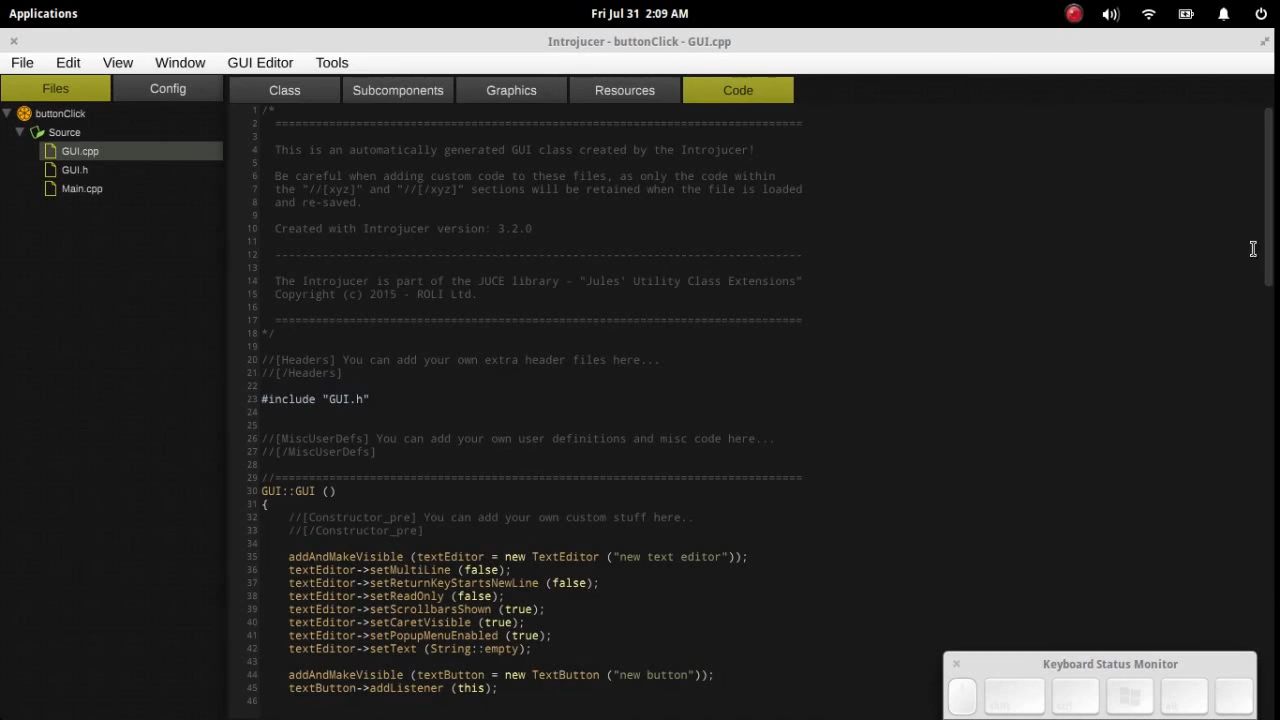 Applications
Fri Jul 31 2:09 AM
Introjucer - buttonClick - GUI.cpp
File Edit View Window GUI Editor Tools
Files Config
Class Subcomponents Graphics Resources Code
buttonClick
Source
GUI.cpp
GUI.h
Main.cpp
1 /*
2 ================================================================================
3
4 This is an automatically generated GUI class created by the Introjucer!
5
6 Be careful when adding custom code to these files, as only the code within
7 the "//[xyz]" and "//[/xyz]" sections will be retained when the file is loaded
8 and re-saved.
9
10 Created with Introjucer version: 3.2.0
11
12 ------------------------------------------------------------------------------
13
14 The Introjucer is part of the JUCE library - "Jules' Utility Class Extensions"
15 Copyright (c) 2015 - ROLI Ltd.
16
17 ==============================================================================
18 */
19
20 //[Headers] You can add your own extra header files here...
21 //[/Headers]
22
23 #include "GUI.h"
24
25
26 //[MiscUserDefs] You can add your own user definitions and misc code here...
27 //[/MiscUserDefs]
28
29 //==============================================================================
30 GUI::GUI ()
31 {
32 //[Constructor_pre] You can add your own custom stuff here..
33 //[/Constructor_pre]
34
35 addAndMakeVisible (textEditor = new TextEditor ("new text editor"));
36 textEditor->setMultiLine (false);
37 textEditor->setReturnKeyStartsNewLine (false);
38 textEditor->setReadOnly (false);
39 textEditor->setScrollbarsShown (true);
40 textEditor->setCaretVisible (true);
41 textEditor->setPopupMenuEnabled (true);
42 textEditor->setText (String::empty);
43
44 addAndMakeVisible (textButton = new TextButton ("new button"));
45 textButton->addListener (this);
46
Keyboard Status Monitor